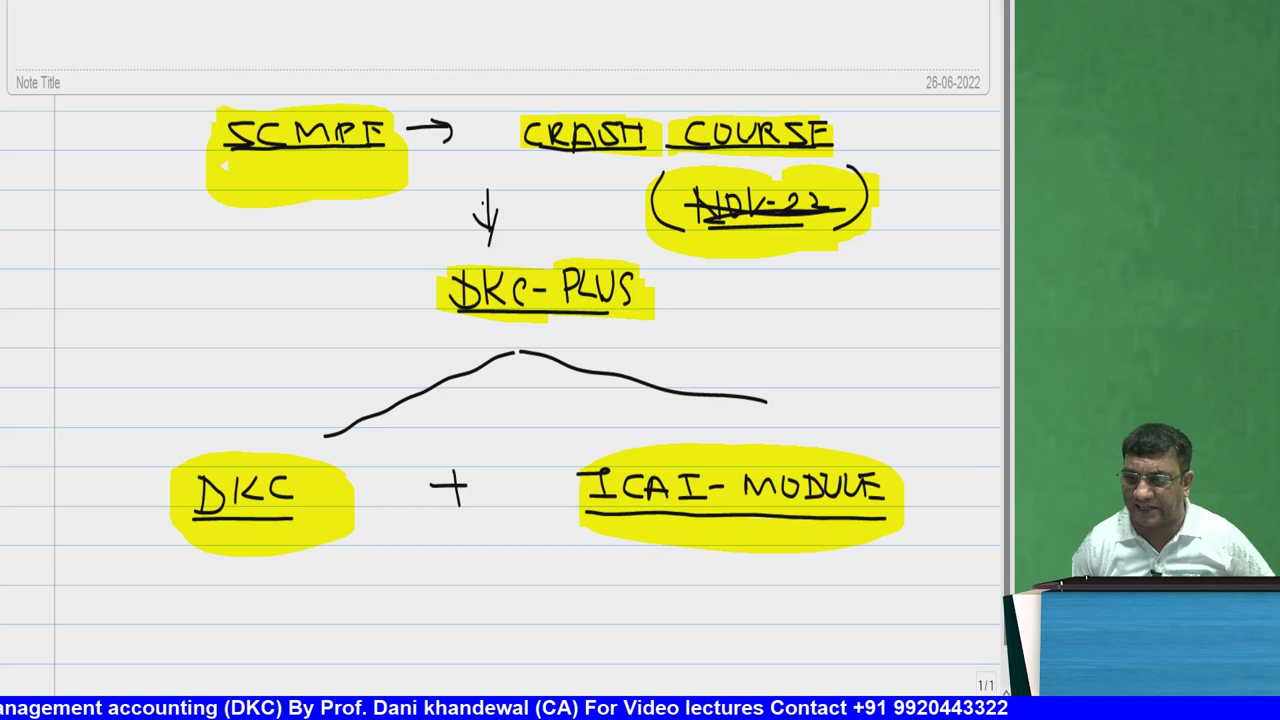 Note Title
26-06-2022
SCMPE → CRASH COURSE
(NOV-22)
↓
DKC-PLUS
DKC + ICAI-MODULE
1/1
anagement accounting (DKC) By Prof. Dani khandewal (CA) For Video lectures Contact +91 9920443322